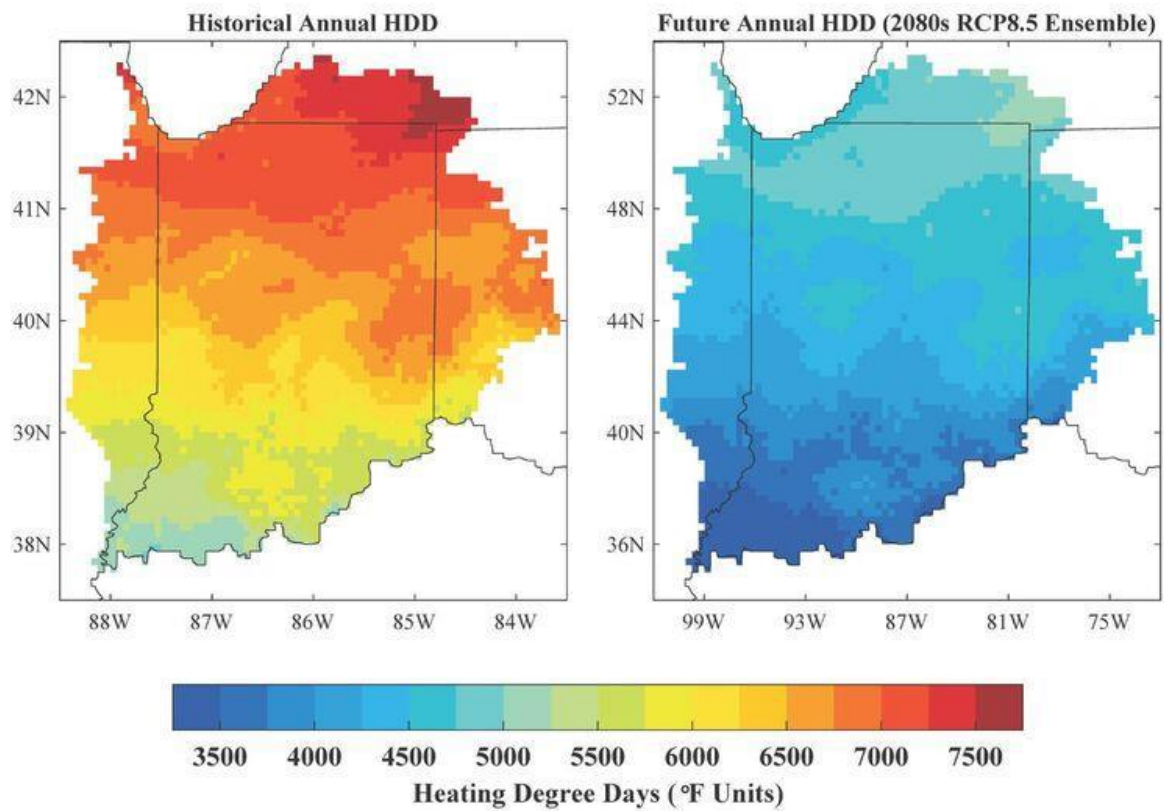 Historical Annual HDD
Future Annual HDD (2080s RCP8.5 Ensemble)
42N
41N
40N
39N
38N
88W 87W 86W 85W 84W
52N
48N
44N
40N
36N
99W 93W 87W 81W 75W
3500 4000 4500 5000 5500 6000 6500 7000 7500
Heating Degree Days (°F Units)